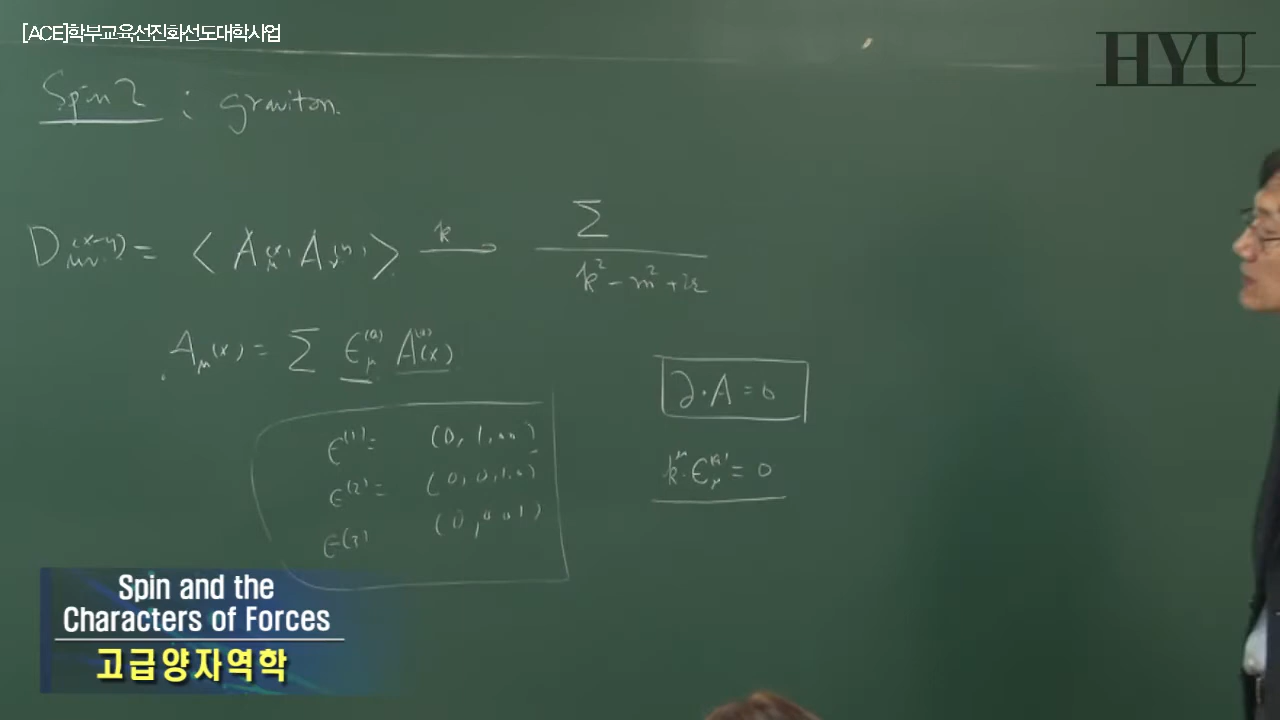 [ACE]학부교육선진화선도대학사업
HYU
Spin 2 : graviton.
D_μν(x-y) = < A_μ(x) A_ν(y) > k → Σ / k² - m² + iε
A_μ(x) = Σ ϵ_μ^(a) A^(a)(x)
∂·A = 0
ϵ^(1) = (0, 1, 0 0)
k^μ · ϵ_μ^(a) = 0
ϵ^(2) = (0, 0, 1, 0)
ϵ^(3) (0, 0 0 1)
Spin and the
Characters of Forces
고급양자역학